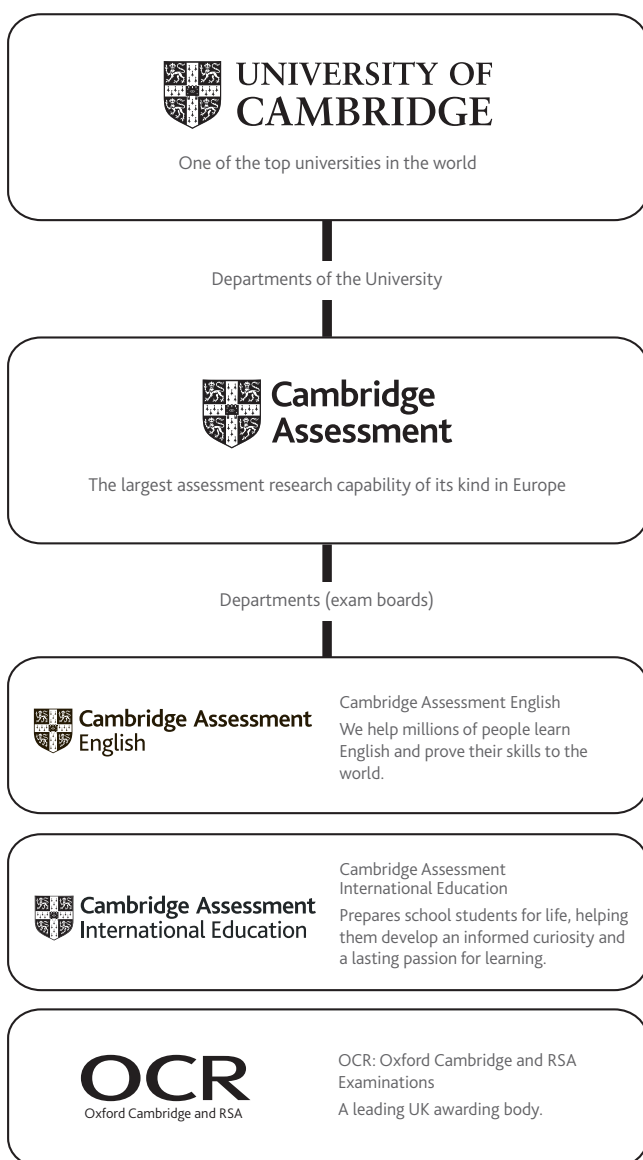 UNIVERSITY OF
CAMBRIDGE
One of the top universities in the world
Departments of the University
Cambridge
Assessment
The largest assessment research capability of its kind in Europe
Departments (exam boards)
Cambridge Assessment
English
Cambridge Assessment English
We help millions of people learn
English and prove their skills to the
world.
Cambridge Assessment
International Education
Cambridge Assessment
International Education
Prepares school students for life, helping
them develop an informed curiosity and
a lasting passion for learning.
OCR
Oxford Cambridge and RSA
OCR: Oxford Cambridge and RSA
Examinations
A leading UK awarding body.